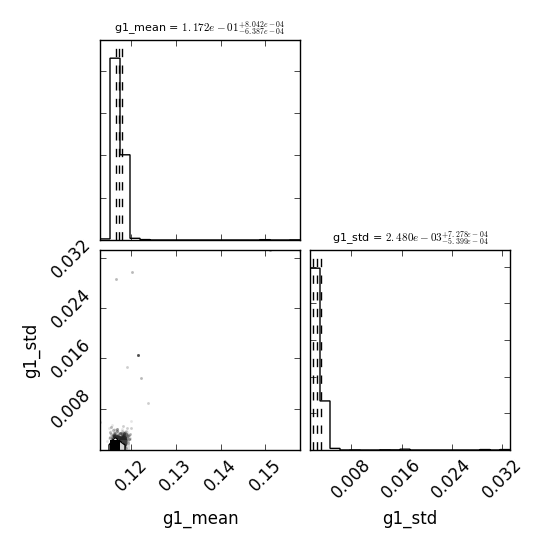 g1_mean = 1.172e − 01 +8.042e−04 −6.387e−04
g1_std = 2.480e − 03 +7.278e−04 −5.399e−04
0.032
0.024
0.016
0.008
g1_std
0.12 0.13 0.14 0.15
g1_mean
0.008 0.016 0.024 0.032
g1_std